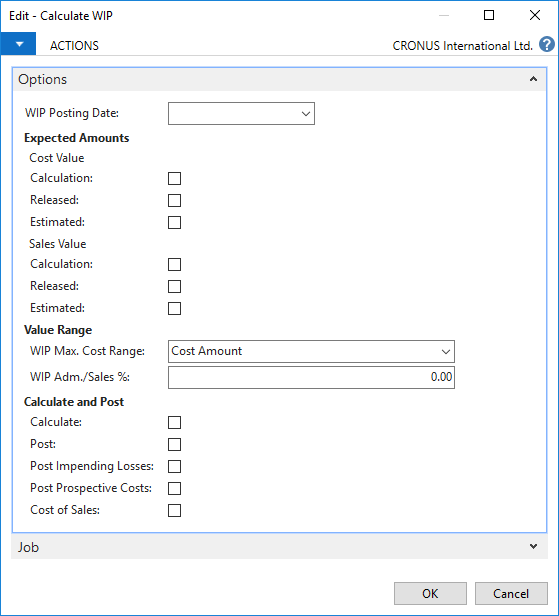 Edit - Calculate WIP
ACTIONS CRONUS International Ltd. ?
Options
WIP Posting Date:
Expected Amounts
Cost Value
Calculation:
Released:
Estimated:
Sales Value
Calculation:
Released:
Estimated:
Value Range
WIP Max. Cost Range: Cost Amount
WIP Adm./Sales %: 0.00
Calculate and Post
Calculate:
Post:
Post Impending Losses:
Post Prospective Costs:
Cost of Sales:
Job
OK Cancel